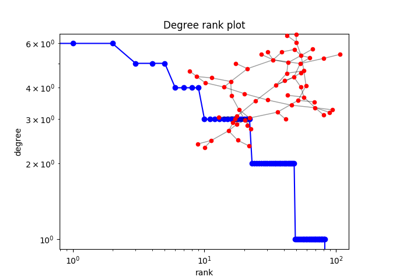 Degree rank plot
6 × 10⁰
4 × 10⁰
3 × 10⁰
2 × 10⁰
10⁰
degree
10⁰
10¹
10²
rank